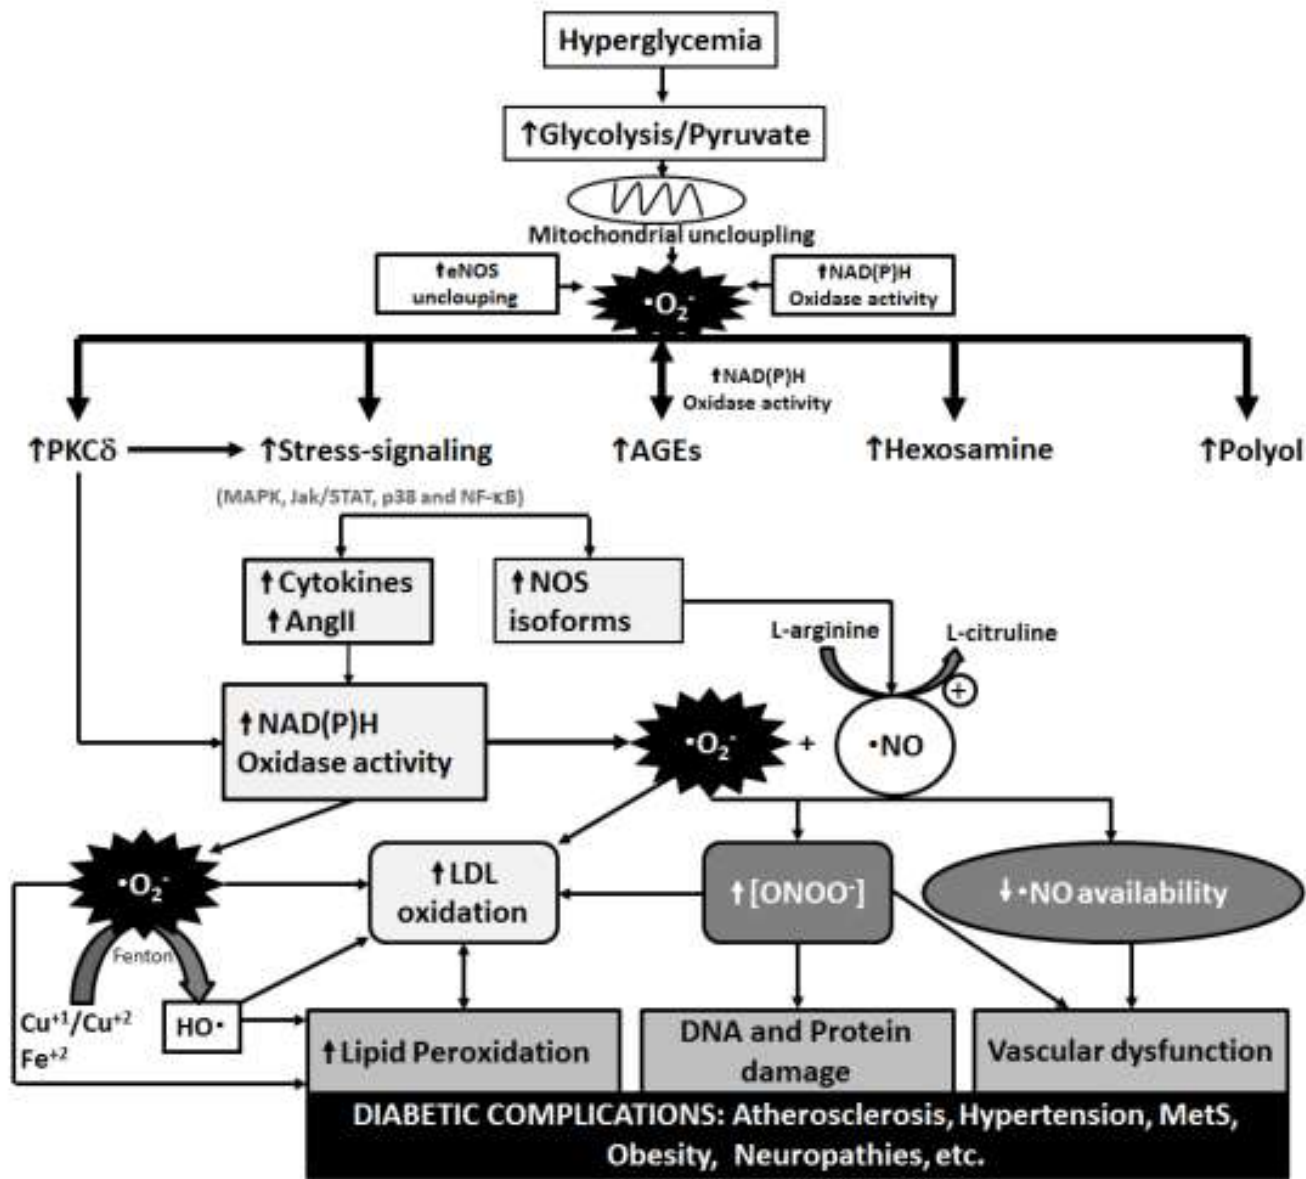 Hyperglycemia
↑Glycolysis/Pyruvate
Mitochondrial uncloupling
↑eNOS
unclouping
•O₂⁻
↑NAD(P)H
Oxidase activity
↑NAD(P)H
Oxidase activity
↑PKCδ
↑Stress-signaling
↑AGEs
↑Hexosamine
↑Polyol
(MAPK, Jak/STAT, p38 and NF-κB)
↑Cytokines
↑AngII
↑NOS
isoforms
L-arginine
L-citruline
+
↑NAD(P)H
Oxidase activity
•O₂⁻
+
•NO
•O₂⁻
↑LDL
oxidation
↑[ONOO⁻]
↓•NO availability
Fenton
Cu⁺¹/Cu⁺²
Fe⁺²
HO•
↑Lipid Peroxidation
DNA and Protein
damage
Vascular dysfunction
DIABETIC COMPLICATIONS: Atherosclerosis, Hypertension, MetS,
Obesity, Neuropathies, etc.